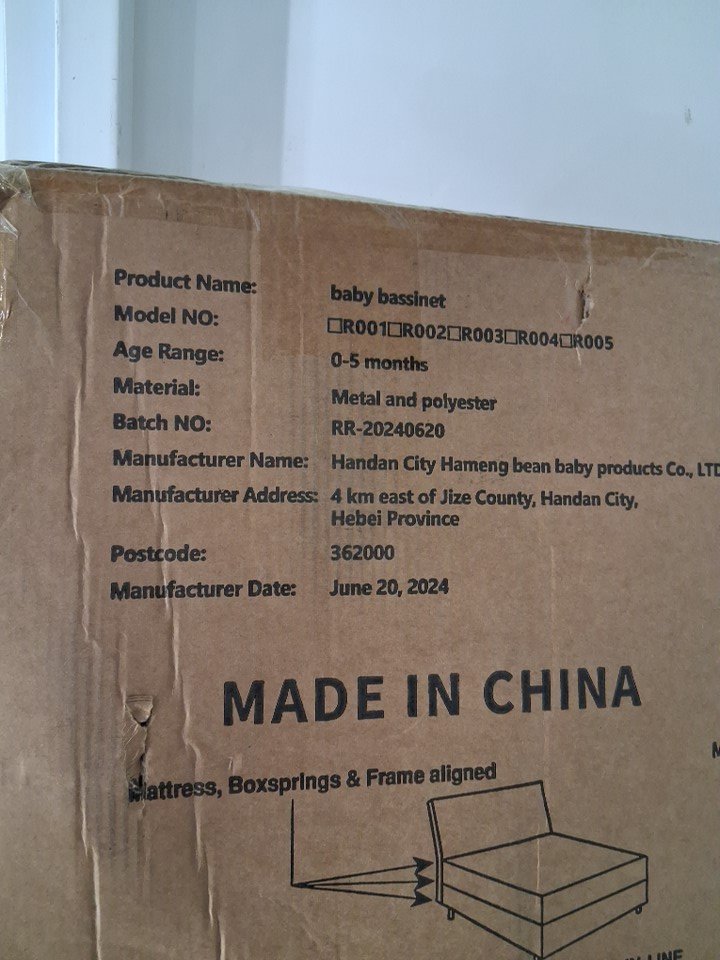 Product Name: baby bassinet
Model NO: □R001□R002□R003□R004□R005
Age Range: 0-5 months
Material: Metal and polyester
Batch NO: RR-20240620
Manufacturer Name: Handan City Hameng bean baby products Co., LTD
Manufacturer Address: 4 km east of Jize County, Handan City,
Hebei Province
Postcode: 362000
Manufacturer Date: June 20, 2024
MADE IN CHINA
Mattress, Boxsprings & Frame aligned